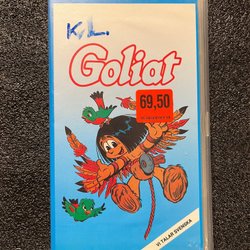 K.L.
Goliat
69,50
VI TALAR SVENSKA